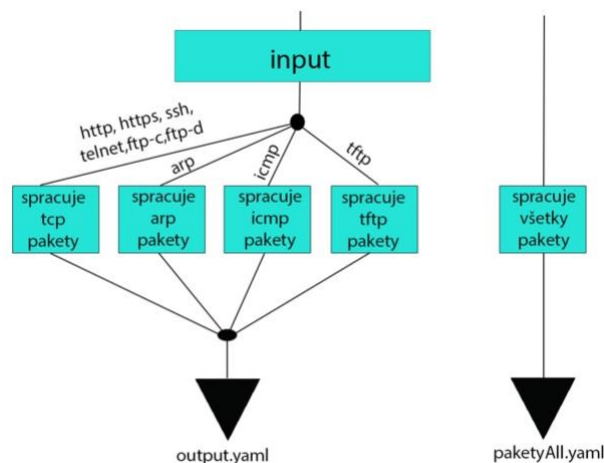 input
http, https, ssh,
telnet,ftp-c,ftp-d
arp
icmp
tftp
spracuje
tcp
pakety
spracuje
arp
pakety
spracuje
icmp
pakety
spracuje
tftp
pakety
spracuje
všetky
pakety
output.yaml
paketyAll.yaml